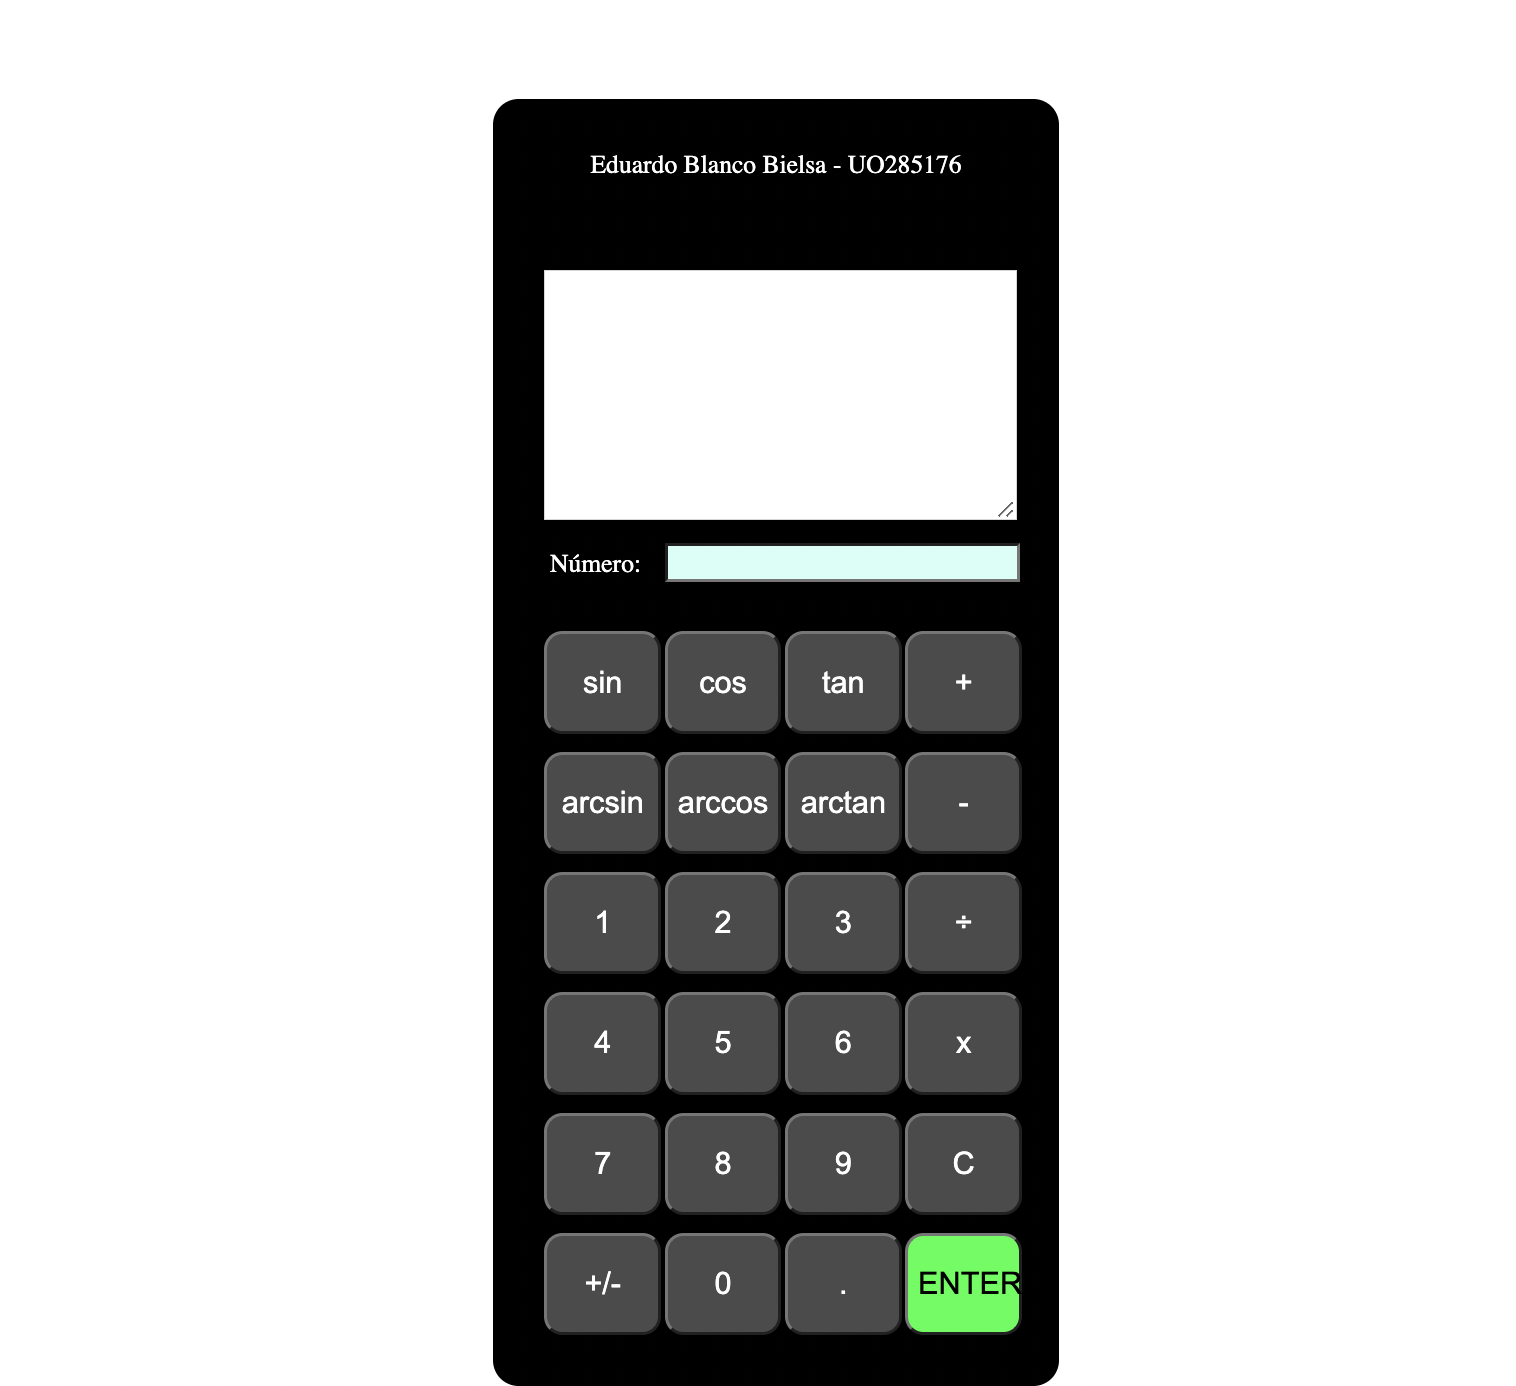 Eduardo Blanco Bielsa - UO285176
Número:
sin cos tan +
arcsin arccos arctan -
1 2 3 ÷
4 5 6 x
7 8 9 C
+/- 0 . ENTER